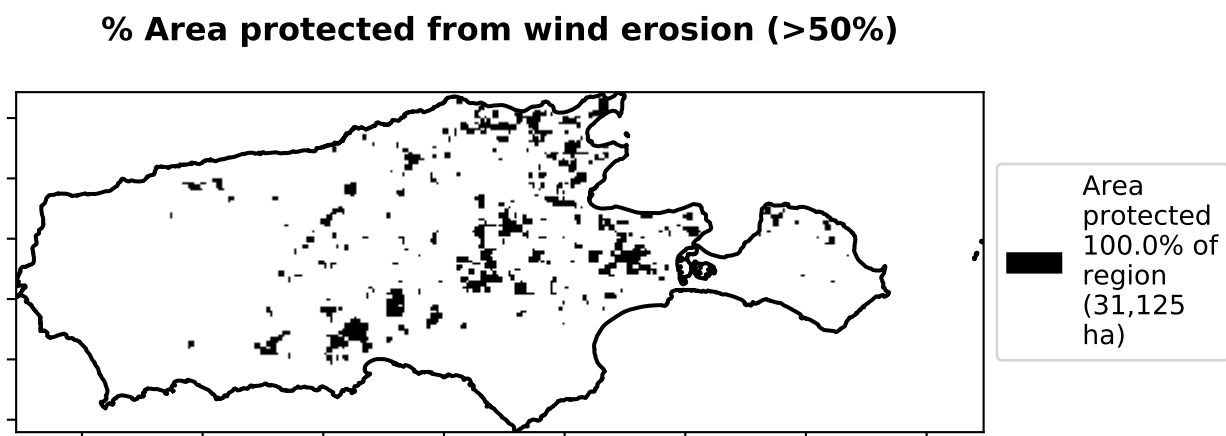 % Area protected from wind erosion (>50%)
Area
protected
100.0% of
region
(31,125
ha)